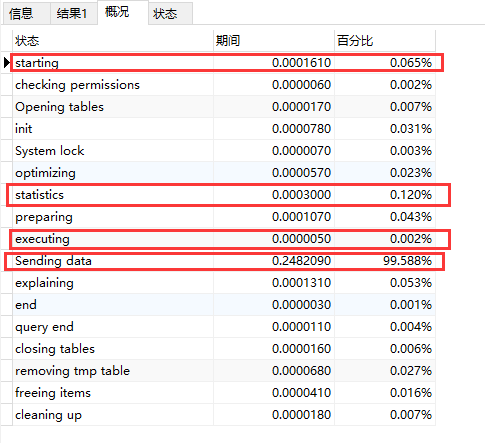 信息 结果1 概况 状态
状态 期间 百分比
starting 0.0001610 0.065%
checking permissions 0.0000060 0.002%
Opening tables 0.0000170 0.007%
init 0.0000780 0.031%
System lock 0.0000070 0.003%
optimizing 0.0000570 0.023%
statistics 0.0003000 0.120%
preparing 0.0001070 0.043%
executing 0.0000050 0.002%
Sending data 0.2482090 99.588%
explaining 0.0001310 0.053%
end 0.0000030 0.001%
query end 0.0000110 0.004%
closing tables 0.0000160 0.006%
removing tmp table 0.0000680 0.027%
freeing items 0.0000410 0.016%
cleaning up 0.0000180 0.007%